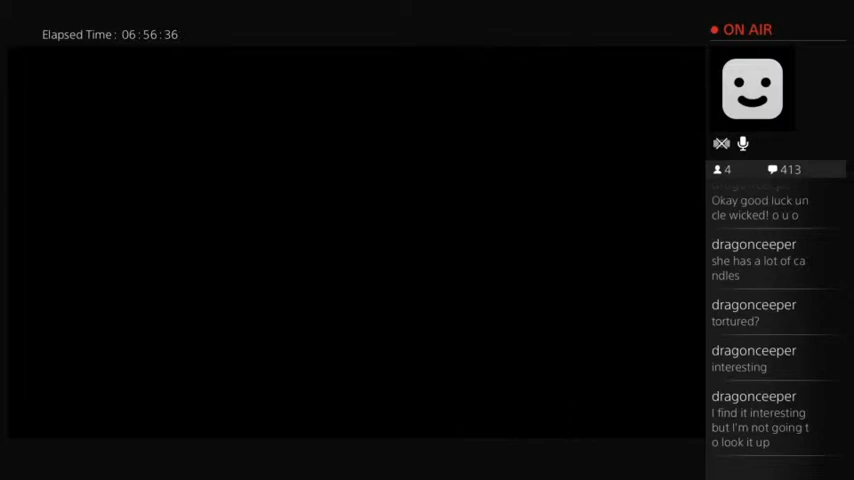 Elapsed Time: 06:56:36
ON AIR
4
413
Okay good luck un
cle wicked! o u o
dragonceeper
she has a lot of ca
ndles
dragonceeper
tortured?
dragonceeper
interesting
dragonceeper
I find it interesting
but I'm not going t
o look it up